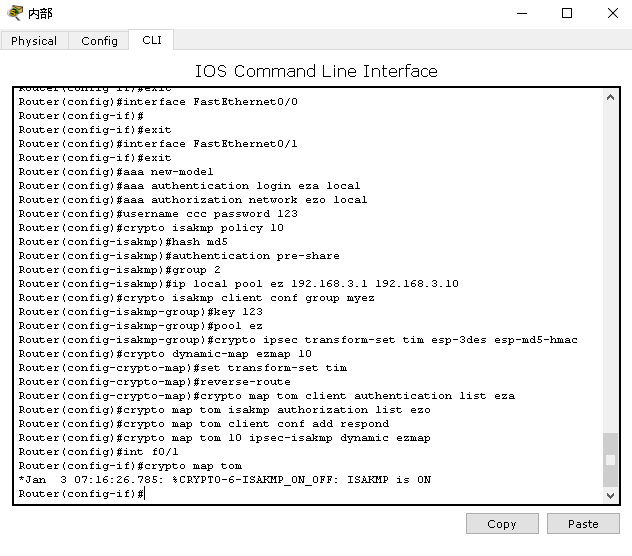 内部
Physical Config CLI
IOS Command Line Interface
Router(config-if)#exit
Router(config)#interface FastEthernet0/0
Router(config-if)#
Router(config-if)#exit
Router(config)#interface FastEthernet0/1
Router(config-if)#exit
Router(config)#aaa new-model
Router(config)#aaa authentication login eza local
Router(config)#aaa authorization network ezo local
Router(config)#username ccc password 123
Router(config)#crypto isakmp policy 10
Router(config-isakmp)#hash md5
Router(config-isakmp)#authentication pre-share
Router(config-isakmp)#group 2
Router(config-isakmp)#ip local pool ez 192.168.3.1 192.168.3.10
Router(config)#crypto isakmp client conf group myez
Router(config-isakmp-group)#key 123
Router(config-isakmp-group)#pool ez
Router(config-isakmp-group)#crypto ipsec transform-set tim esp-3des esp-md5-hmac
Router(config)#crypto dynamic-map ezmap 10
Router(config-crypto-map)#set transform-set tim
Router(config-crypto-map)#reverse-route
Router(config-crypto-map)#crypto map tom client authentication list eza
Router(config)#crypto map tom isakmp authorization list ezo
Router(config)#crypto map tom client conf add respond
Router(config)#crypto map tom 10 ipsec-isakmp dynamic ezmap
Router(config)#int f0/1
Router(config-if)#crypto map tom
*Jan  3 07:16:26.785: %CRYPTO-6-ISAKMP_ON_OFF: ISAKMP is ON
Router(config-if)#
Copy Paste